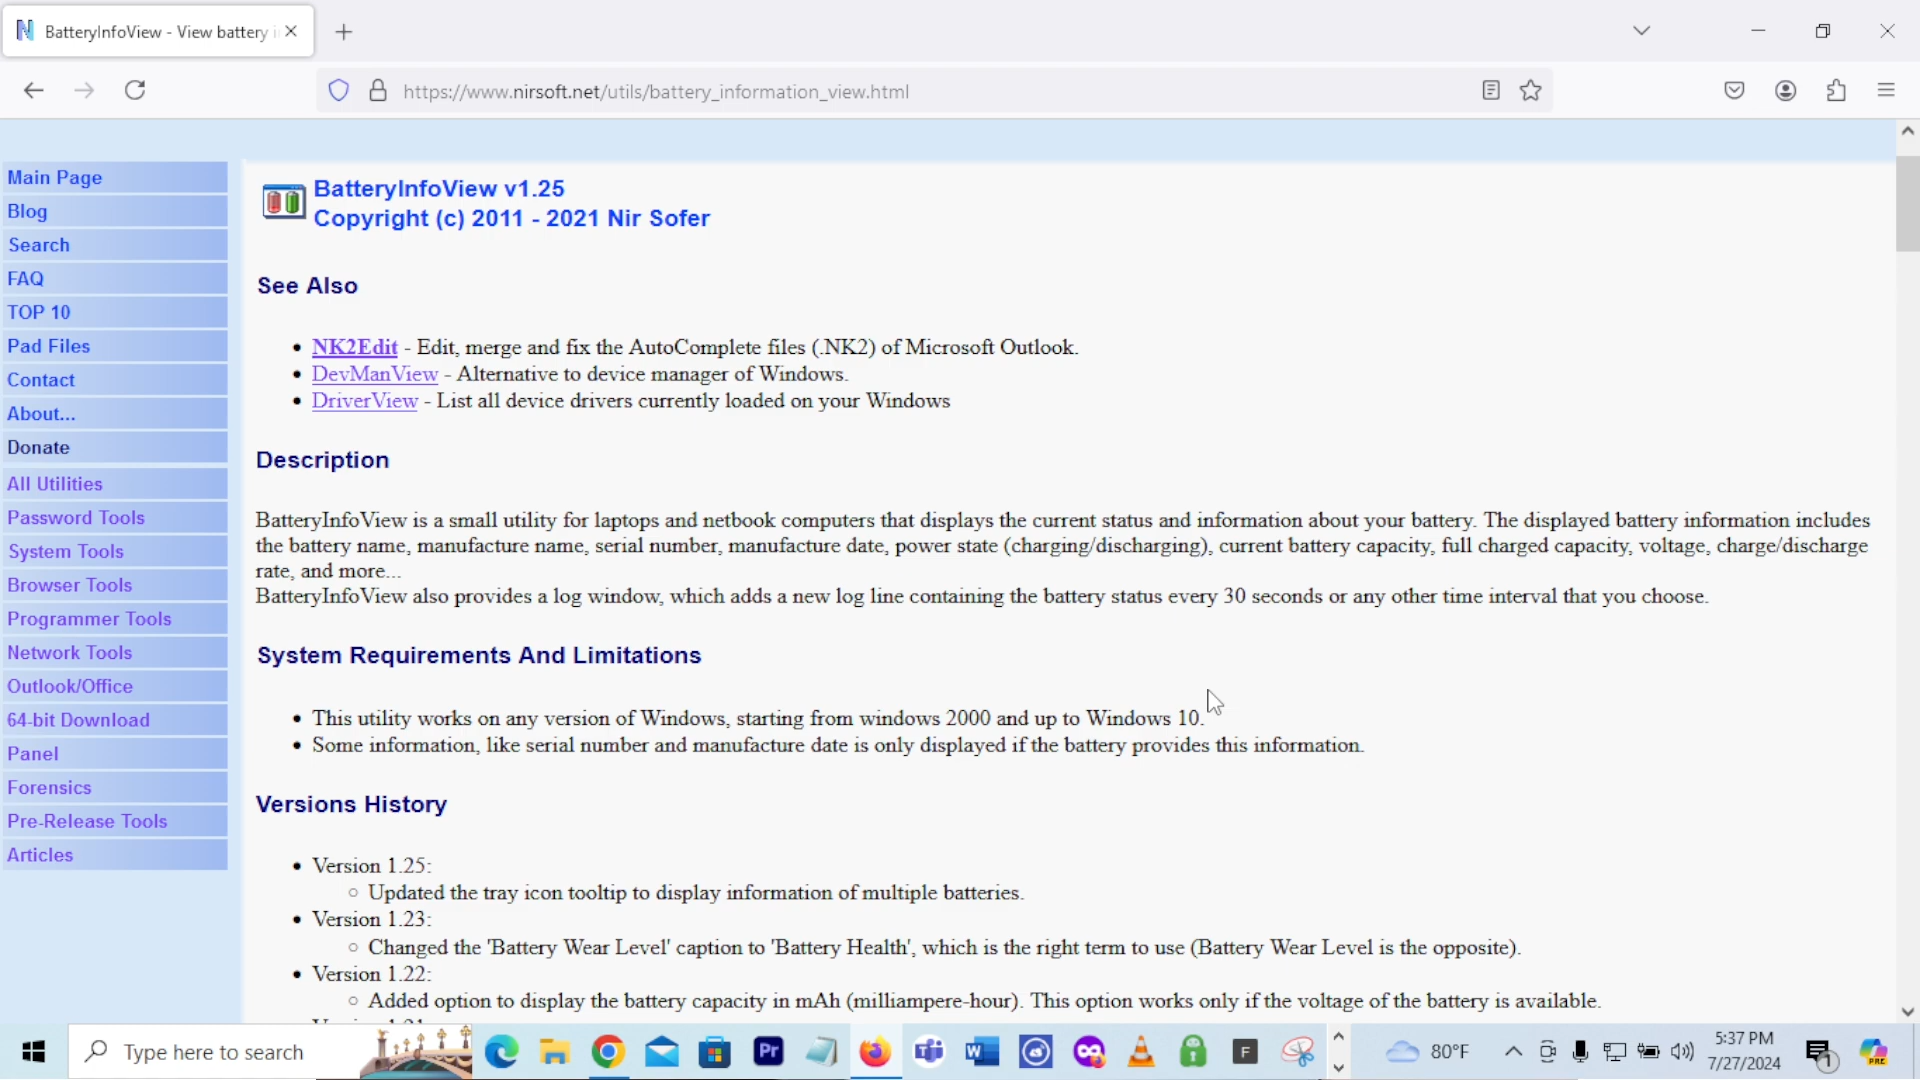 BatteryInfoView - View battery i
https://www.nirsoft.net/utils/battery_information_view.html
Main Page
Blog
Search
FAQ
TOP 10
Pad Files
Contact
About...
Donate
All Utilities
Password Tools
System Tools
Browser Tools
Programmer Tools
Network Tools
Outlook/Office
64-bit Download
Panel
Forensics
Pre-Release Tools
Articles
BatteryInfoView v1.25
Copyright (c) 2011 - 2021 Nir Sofer
See Also
NK2Edit - Edit, merge and fix the AutoComplete files (.NK2) of Microsoft Outlook.
DevManView - Alternative to device manager of Windows.
DriverView - List all device drivers currently loaded on your Windows
Description
BatteryInfoView is a small utility for laptops and netbook computers that displays the current status and information about your battery. The displayed battery information includes
the battery name, manufacture name, serial number, manufacture date, power state (charging/discharging), current battery capacity, full charged capacity, voltage, charge/discharge
rate, and more...
BatteryInfoView also provides a log window, which adds a new log line containing the battery status every 30 seconds or any other time interval that you choose.
System Requirements And Limitations
This utility works on any version of Windows, starting from windows 2000 and up to Windows 10.
Some information, like serial number and manufacture date is only displayed if the battery provides this information.
Versions History
Version 1.25:
Updated the tray icon tooltip to display information of multiple batteries.
Version 1.23:
Changed the 'Battery Wear Level' caption to 'Battery Health', which is the right term to use (Battery Wear Level is the opposite).
Version 1.22:
Added option to display the battery capacity in mAh (milliampere-hour). This option works only if the voltage of the battery is available.
Type here to search
Pr
F
80°F
5:37 PM
7/27/2024
1
PRE